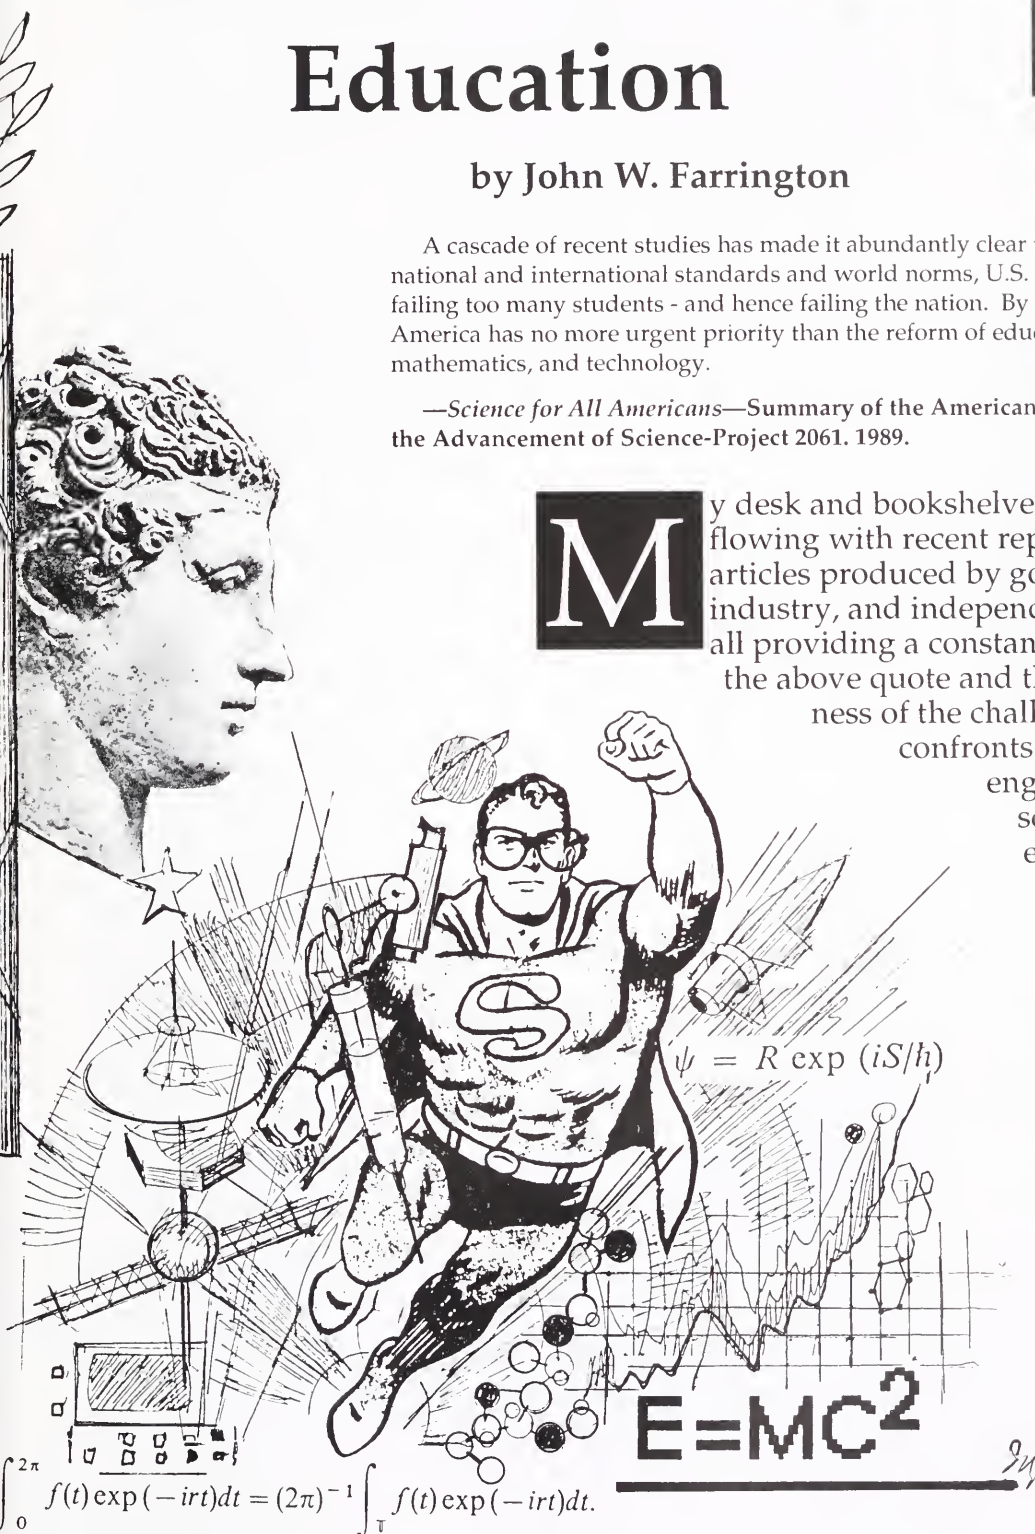 Education
by John W. Farrington
A cascade of recent studies has made it abundantly clear
national and international standards and world norms, U.S.
failing too many students - and hence failing the nation. By
America has no more urgent priority than the reform of edu
mathematics, and technology.
—Science for All Americans—Summary of the American
the Advancement of Science-Project 2061. 1989.
My desk and bookshelve
flowing with recent rep
articles produced by go
industry, and independ
all providing a constan
the above quote and t
ness of the chall
confronts
eng
s
e
S
ψ = R exp (iS/ħ)
E=MC²
∫₀^2π f(t) exp(−irt)dt = (2π)⁻¹ ∫_T f(t) exp(−irt)dt.